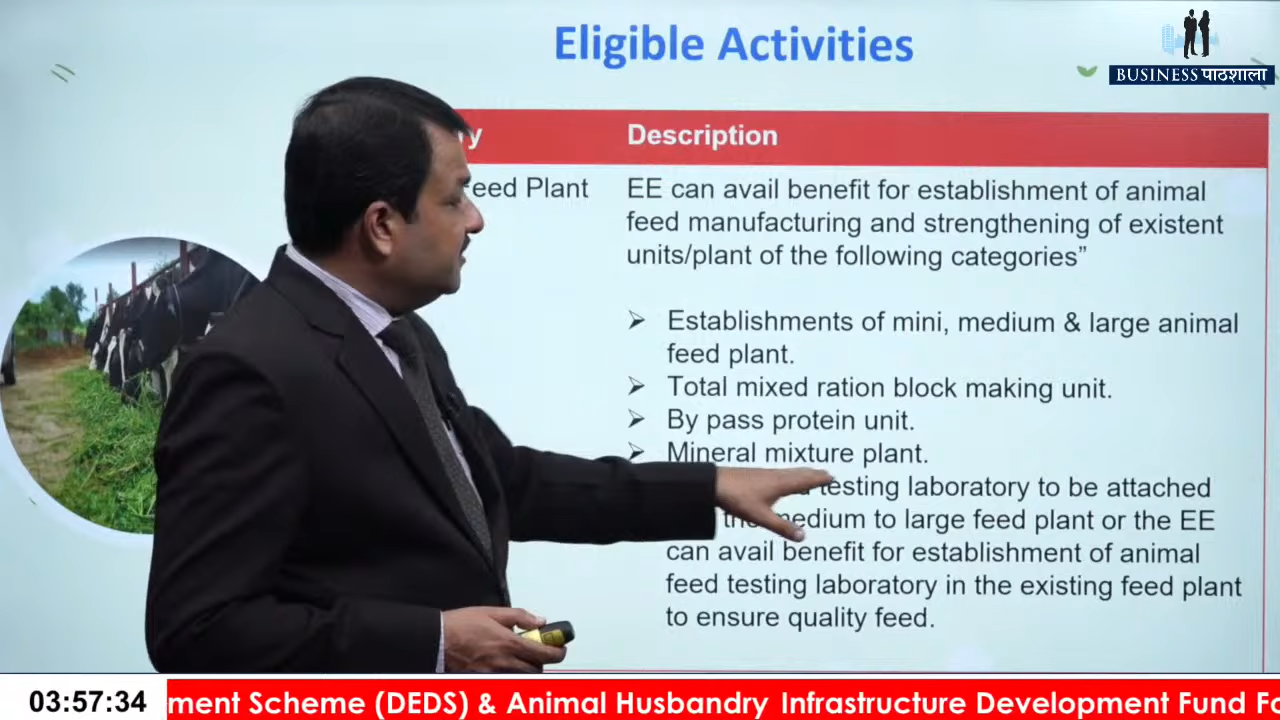 Eligible Activities
BUSINESS पाठशाला
Description
eed Plant
EE can avail benefit for establishment of animal
feed manufacturing and strengthening of existent
units/plant of the following categories”
➢ Establishments of mini, medium & large animal
feed plant.
➢ Total mixed ration block making unit.
➢ By pass protein unit.
➢ Mineral mixture plant.
testing laboratory to be attached
medium to large feed plant or the EE
can avail benefit for establishment of animal
feed testing laboratory in the existing feed plant
to ensure quality feed.
03:57:34
ment Scheme (DEDS) & Animal Husbandry Infrastructure Development Fund Fo